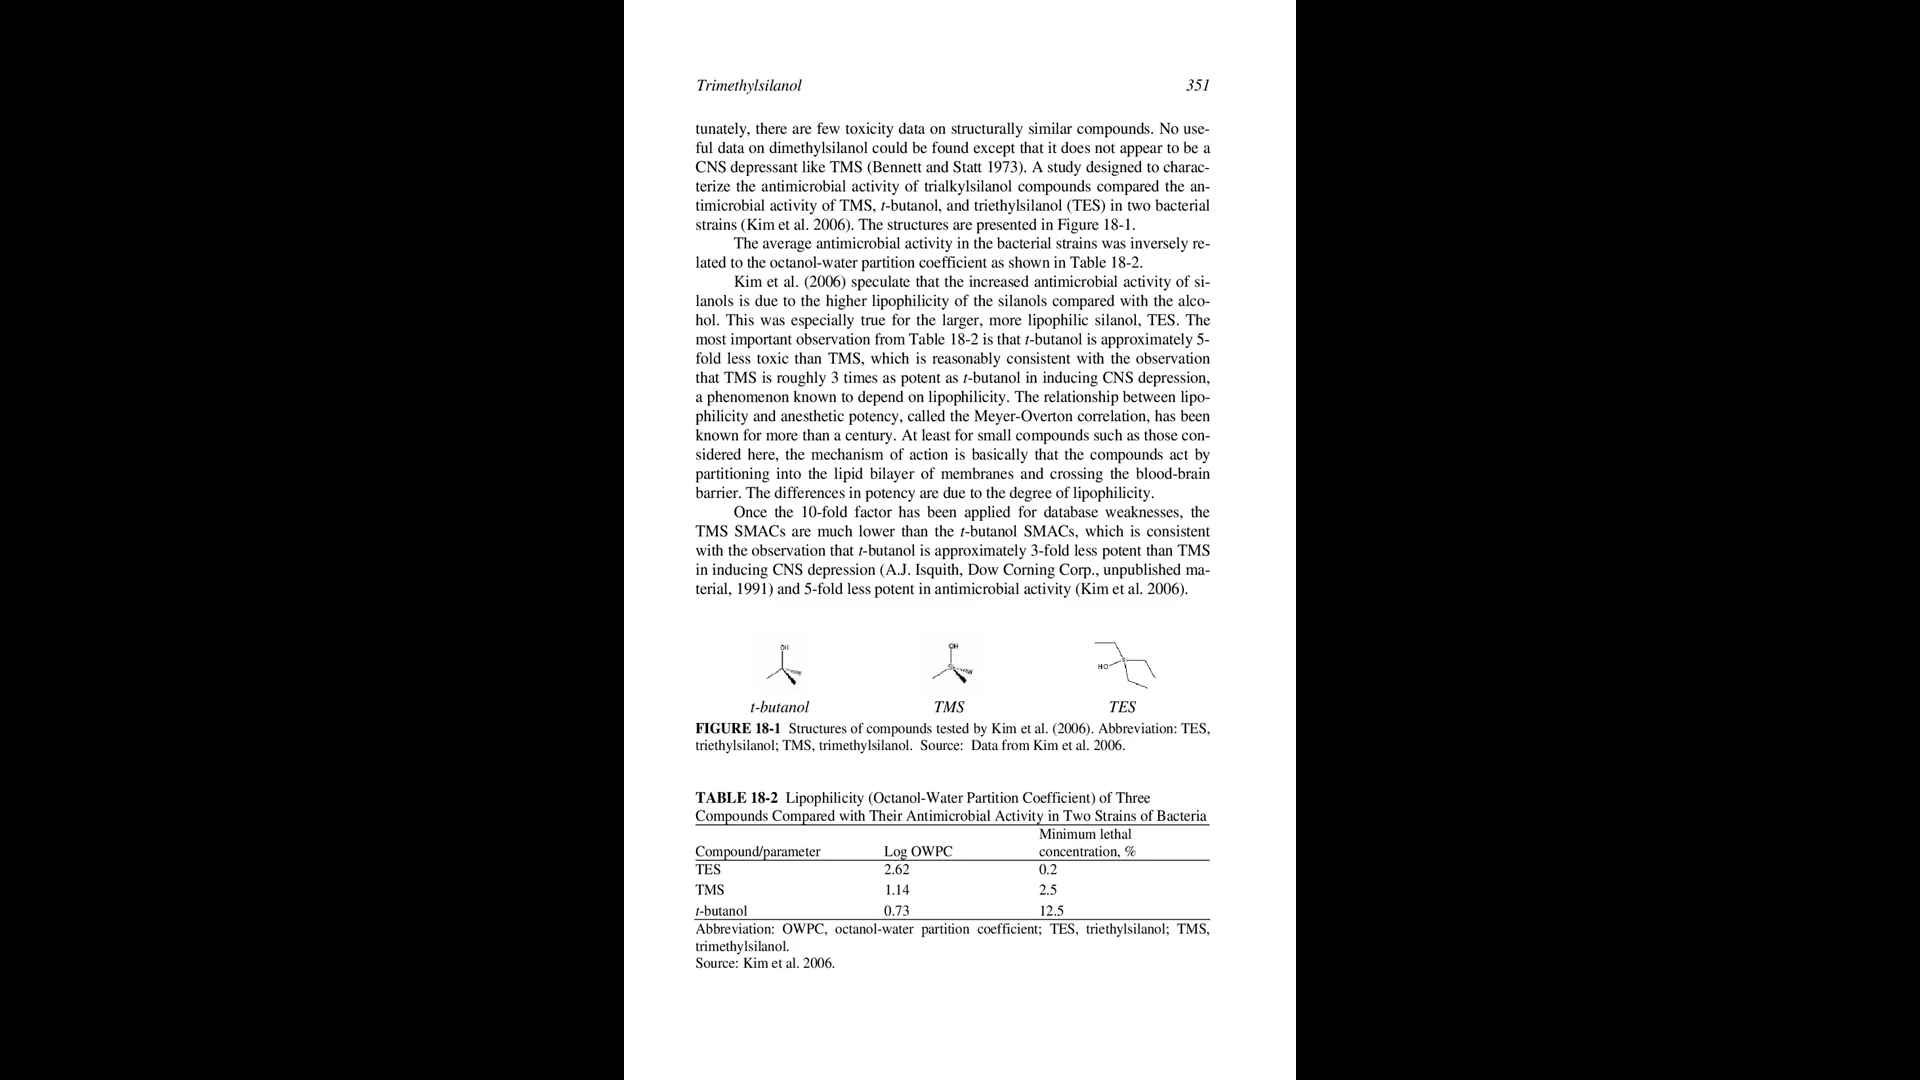 Trimethylsilanol 351
tunately, there are few toxicity data on structurally similar compounds. No use-
ful data on dimethylsilanol could be found except that it does not appear to be a
CNS depressant like TMS (Bennett and Statt 1973). A study designed to charac-
terize the antimicrobial activity of trialkylsilanol compounds compared the an-
timicrobial activity of TMS, t-butanol, and triethylsilanol (TES) in two bacterial
strains (Kim et al. 2006). The structures are presented in Figure 18-1.
The average antimicrobial activity in the bacterial strains was inversely re-
lated to the octanol-water partition coefficient as shown in Table 18-2.
Kim et al. (2006) speculate that the increased antimicrobial activity of si-
lanols is due to the higher lipophilicity of the silanols compared with the alco-
hol. This was especially true for the larger, more lipophilic silanol, TES. The
most important observation from Table 18-2 is that t-butanol is approximately 5-
fold less toxic than TMS, which is reasonably consistent with the observation
that TMS is roughly 3 times as potent as t-butanol in inducing CNS depression,
a phenomenon known to depend on lipophilicity. The relationship between lipo-
philicity and anesthetic potency, called the Meyer-Overton correlation, has been
known for more than a century. At least for small compounds such as those con-
sidered here, the mechanism of action is basically that the compounds act by
partitioning into the lipid bilayer of membranes and crossing the blood-brain
barrier. The differences in potency are due to the degree of lipophilicity.
Once the 10-fold factor has been applied for database weaknesses, the
TMS SMACs are much lower than the t-butanol SMACs, which is consistent
with the observation that t-butanol is approximately 3-fold less potent than TMS
in inducing CNS depression (A.J. Isquith, Dow Corning Corp., unpublished ma-
terial, 1991) and 5-fold less potent in antimicrobial activity (Kim et al. 2006).
OH OH
Si HO Si
t-butanol TMS TES
FIGURE 18-1 Structures of compounds tested by Kim et al. (2006). Abbreviation: TES,
triethylsilanol; TMS, trimethylsilanol. Source: Data from Kim et al. 2006.
TABLE 18-2 Lipophilicity (Octanol-Water Partition Coefficient) of Three
Compounds Compared with Their Antimicrobial Activity in Two Strains of Bacteria
Minimum lethal
Compound/parameter Log OWPC concentration, %
TES 2.62 0.2
TMS 1.14 2.5
t-butanol 0.73 12.5
Abbreviation: OWPC, octanol-water partition coefficient; TES, triethylsilanol; TMS,
trimethylsilanol.
Source: Kim et al. 2006.